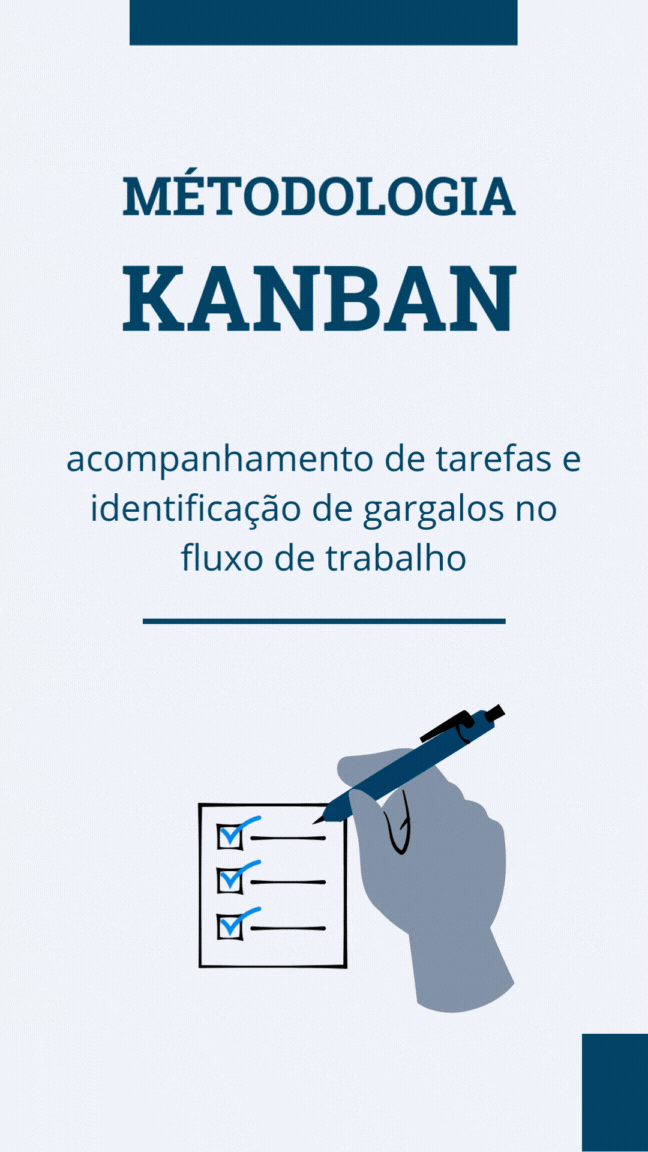 MÉTODOLOGIA
KANBAN
acompanhamento de tarefas e
identificação de gargalos no
fluxo de trabalho